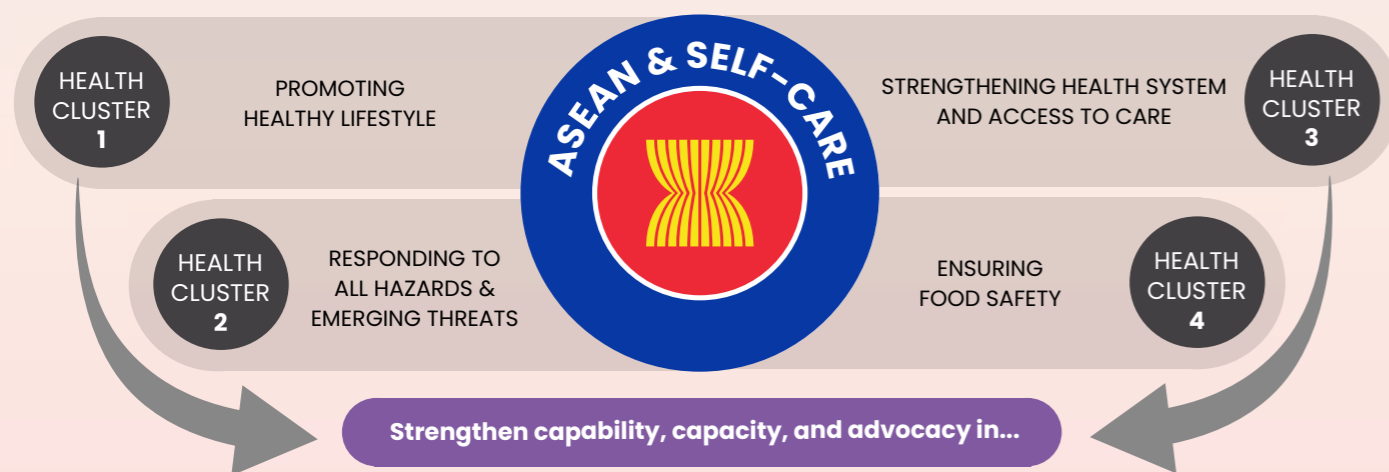 ASEAN & SELF-CARE
HEALTH
CLUSTER
1
PROMOTING
HEALTHY LIFESTYLE
HEALTH
CLUSTER
2
RESPONDING TO
ALL HAZARDS &
EMERGING THREATS
STRENGTHENING HEALTH SYSTEM
AND ACCESS TO CARE
HEALTH
CLUSTER
3
ENSURING
FOOD SAFETY
HEALTH
CLUSTER
4
Strengthen capability, capacity, and advocacy in...